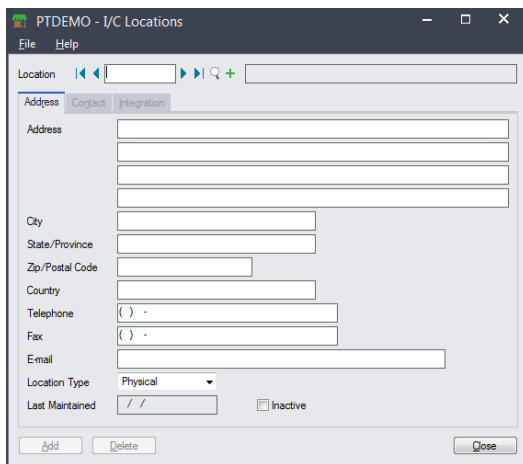 PTDEMO - I/C Locations
File Help
Location
Address Contact Integration
Address
City
State/Province
Zip/Postal Code
Country
Telephone ( ) -
Fax ( ) -
E-mail
Location Type Physical
Last Maintained / / Inactive
Add Delete Close